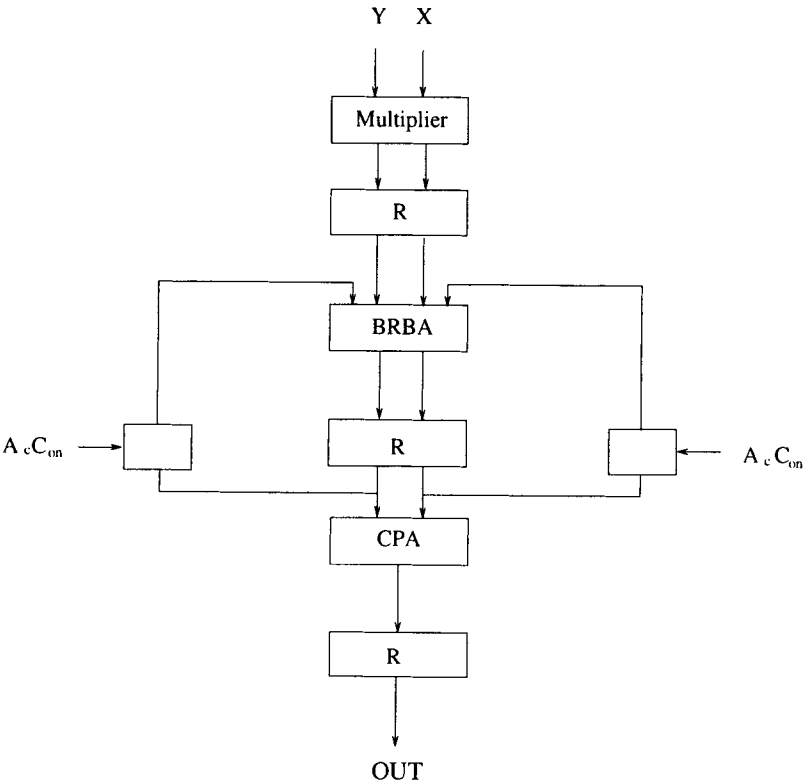 Y X
Multiplier
R
BRBA
A c C on
R
A c C on
CPA
R
OUT